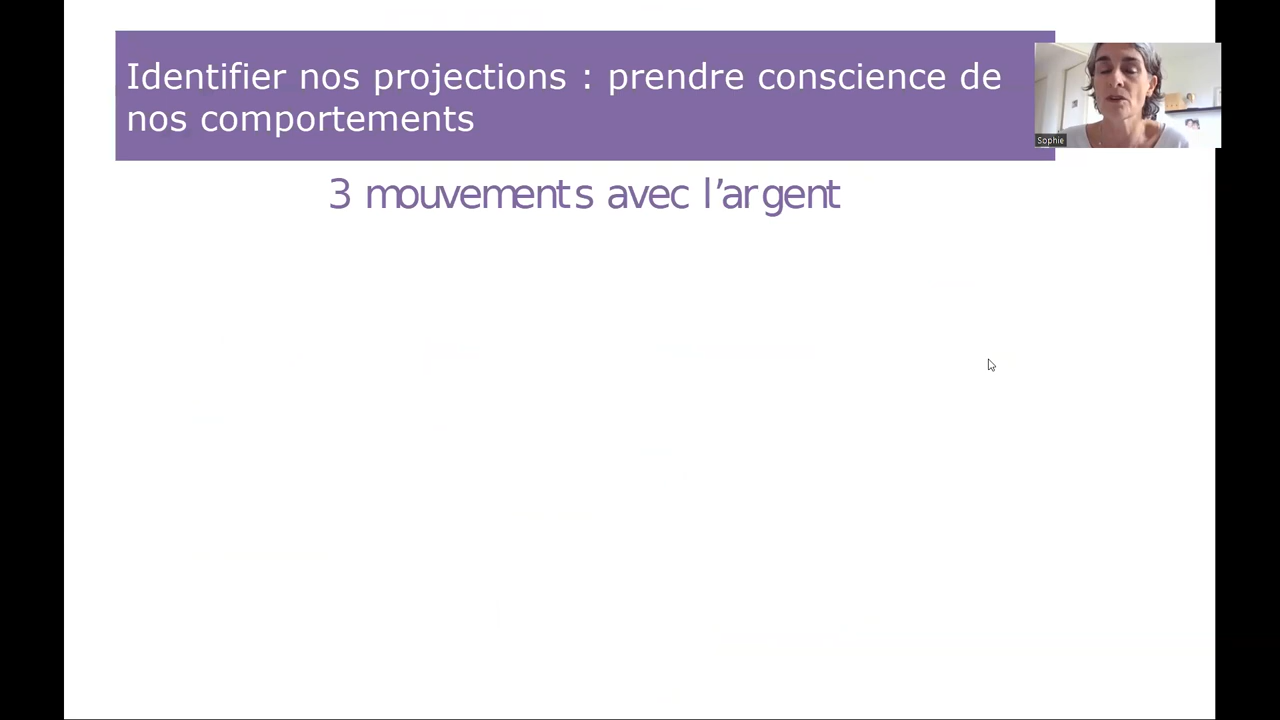 Identifier nos projections : prendre conscience de
nos comportements
Sophie
3 mouvements avec l’argent